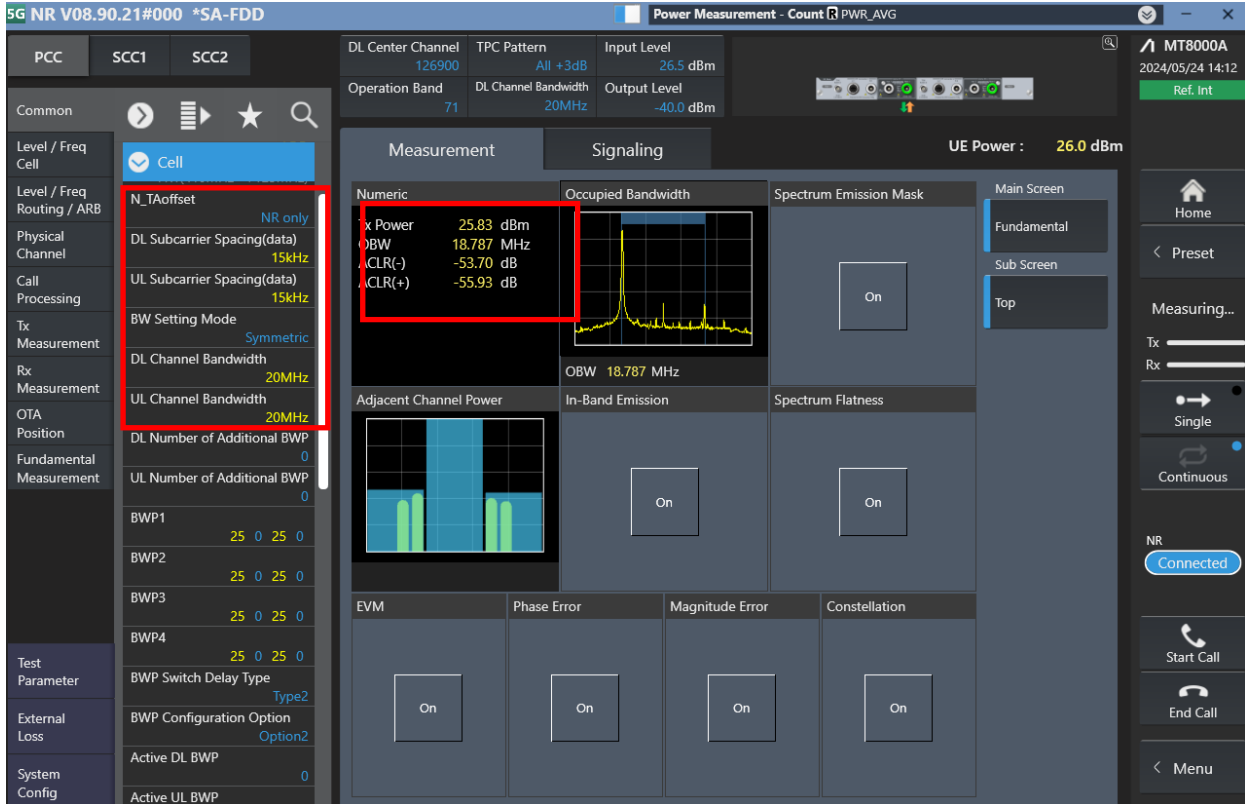 5G NR V08.90.21#000 *SA-FDD
Power Measurement - Count R PWR_AVG
PCC SCC1 SCC2
DL Center Channel
126900
TPC Pattern
All +3dB
Input Level
26.5 dBm
Operation Band
71
DL Channel Bandwidth
20MHz
Output Level
-40.0 dBm
MT8000A
2024/05/24 14:12
Ref. Int
Common
Level / Freq
Cell
Level / Freq
Routing / ARB
Physical
Channel
Call
Processing
Tx
Measurement
Rx
Measurement
OTA
Position
Fundamental
Measurement
Test
Parameter
External
Loss
System
Config
Cell
N_TAoffset
NR only
DL Subcarrier Spacing(data)
15kHz
UL Subcarrier Spacing(data)
15kHz
BW Setting Mode
Symmetric
DL Channel Bandwidth
20MHz
UL Channel Bandwidth
20MHz
DL Number of Additional BWP
0
UL Number of Additional BWP
0
BWP1
25 0 25 0
BWP2
25 0 25 0
BWP3
25 0 25 0
BWP4
25 0 25 0
BWP Switch Delay Type
Type2
BWP Configuration Option
Option2
Active DL BWP
0
Active UL BWP
Measurement Signaling
UE Power : 26.0 dBm
Numeric
Tx Power 25.83 dBm
OBW 18.787 MHz
ACLR(-) -53.70 dB
ACLR(+) -55.93 dB
Occupied Bandwidth
OBW 18.787 MHz
Spectrum Emission Mask
On
Adjacent Channel Power
In-Band Emission
On
Spectrum Flatness
On
EVM
On
Phase Error
On
Magnitude Error
On
Constellation
On
Main Screen
Fundamental
Sub Screen
Top
Home
< Preset
Measuring...
Tx
Rx
Single
Continuous
NR
Connected
Start Call
End Call
< Menu